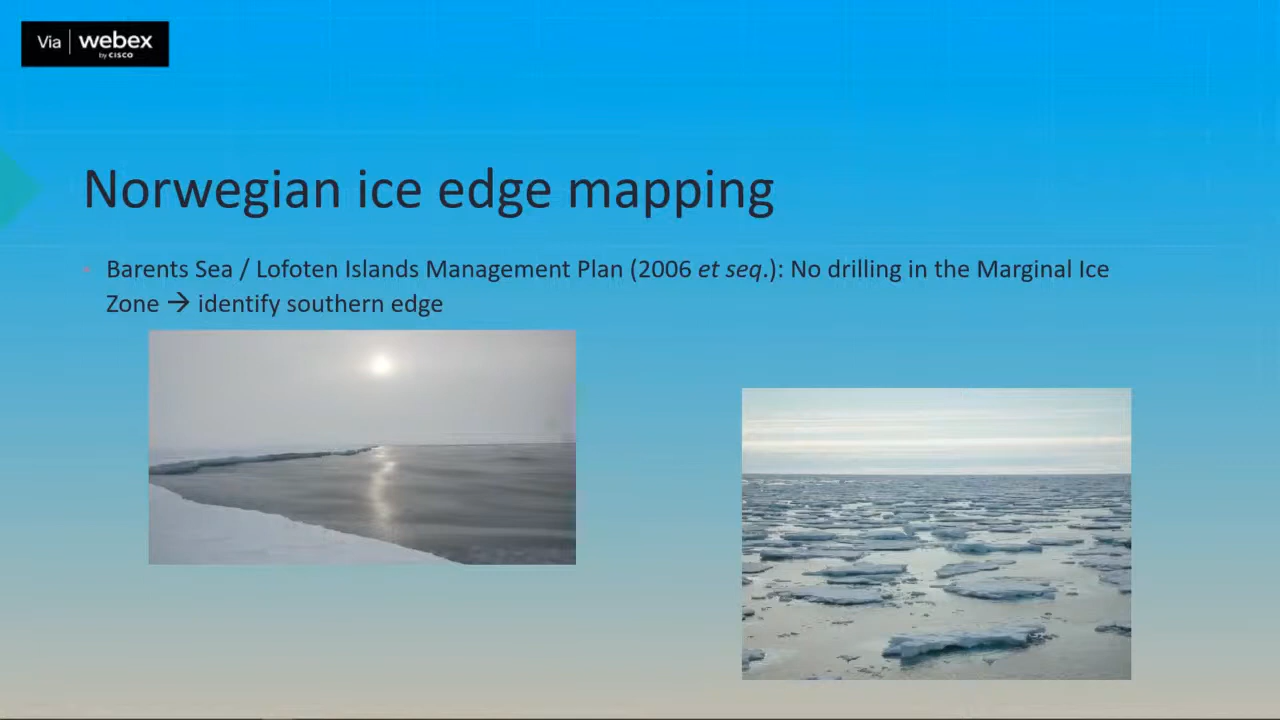 Via webex
by CISCO
Norwegian ice edge mapping
Barents Sea / Lofoten Islands Management Plan (2006 et seq.): No drilling in the Marginal Ice
Zone → identify southern edge